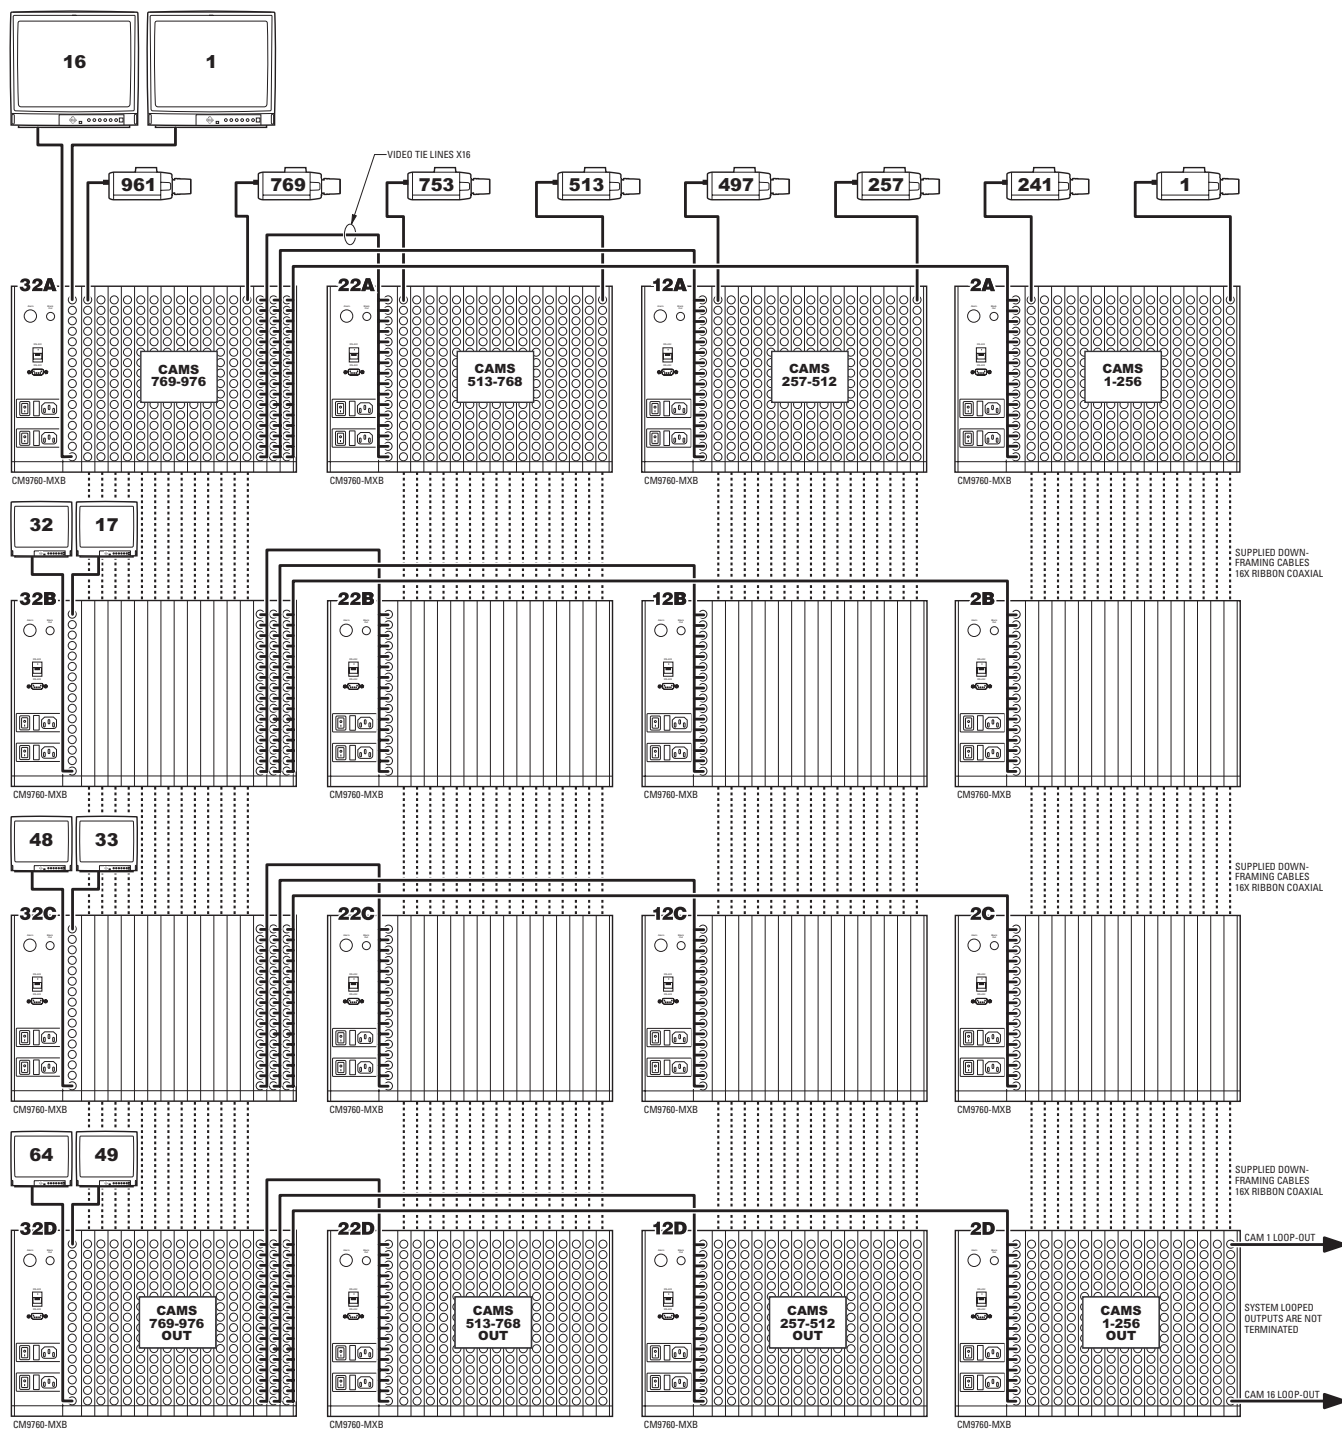 16
1
VIDEO TIE LINES X16
961
769
753
513
497
257
241
1
32A
22A
12A
2A
CAMS
769-976
CAMS
513-768
CAMS
257-512
CAMS
1-256
CM9760-MXB
CM9760-MXB
CM9760-MXB
CM9760-MXB
32
17
SUPPLIED DOWN-
FRAMING CABLES
16X RIBBON COAXIAL
32B
22B
12B
2B
CM9760-MXB
CM9760-MXB
CM9760-MXB
CM9760-MXB
48
33
SUPPLIED DOWN-
FRAMING CABLES
16X RIBBON COAXIAL
32C
22C
12C
2C
CM9760-MXB
CM9760-MXB
CM9760-MXB
CM9760-MXB
64
49
SUPPLIED DOWN-
FRAMING CABLES
16X RIBBON COAXIAL
32D
22D
12D
2D
CAM 1 LOOP-OUT
CAMS
769-976
OUT
CAMS
513-768
OUT
CAMS
257-512
OUT
CAMS
1-256
OUT
SYSTEM LOOPED
OUTPUTS ARE NOT
TERMINATED
CAM 16 LOOP-OUT
CM9760-MXB
CM9760-MXB
CM9760-MXB
CM9760-MXB